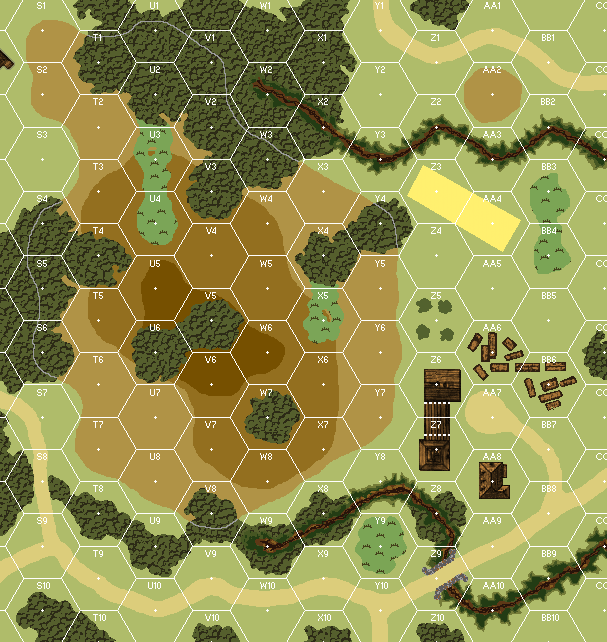 S1 U1 W1 Y1 AA1
T1 V1 X1 Z1 BB1
S2 U2 W2 Y2 AA2
T2 V2 X2 Z2 BB2
S3 U3 W3 Y3 AA3
T3 V3 X3 Z3 BB3
S4 U4 W4 Y4 AA4
T4 V4 X4 Z4 BB4
S5 U5 W5 Y5 AA5
T5 V5 X5 Z5 BB5
S6 U6 W6 Y6 AA6
T6 V6 X6 Z6 BB6
S7 U7 W7 Y7 AA7
T7 V7 X7 Z7 BB7
S8 U8 W8 Y8 AA8
T8 V8 X8 Z8 BB8
S9 U9 W9 Y9 AA9
T9 V9 X9 Z9 BB9
S10 U10 W10 Y10 AA10
T10 V10 X10 Z10 BB10